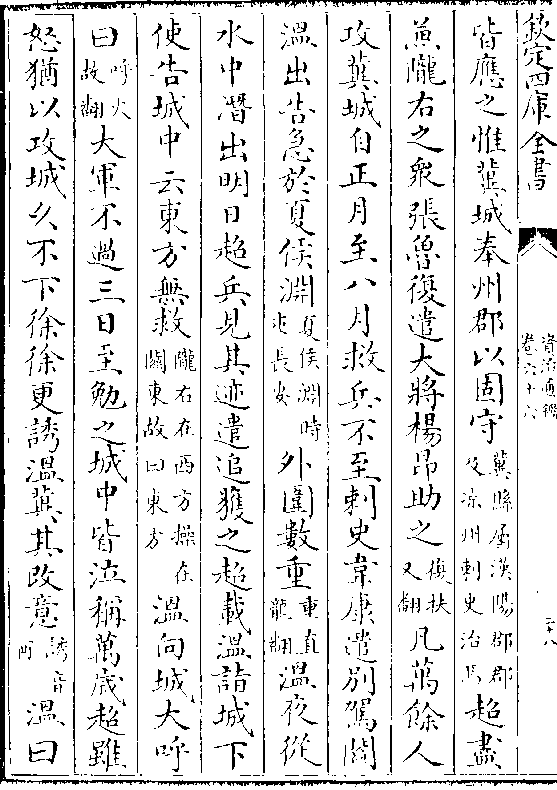 欽定四庫全書
資治通鑑
卷六十六
二十八
皆應之惟冀城奉州郡以固守冀縣屬漢陽郡郡及凉州刺史治焉超盡
兼隴右之衆張魯復遣大將楊昂助之復扶又翻凡萬餘人
攻冀城自正月至八月救兵不至刺史韋康遣别駕閻
溫出告急於夏侯淵夏侯淵時屯長安外圍數重重直龍翻溫夜從
水中潛出明日超兵見其迹遣追獲之超載溫詣城下
使告城中云東方無救隴右在西方操在關東故曰東方溫向城大呼
曰呼火故翻大軍不過三日至勉之城中皆泣稱萬歲超雖
怒猶以攻城久不下徐徐更誘溫冀其改意誘音酉溫曰